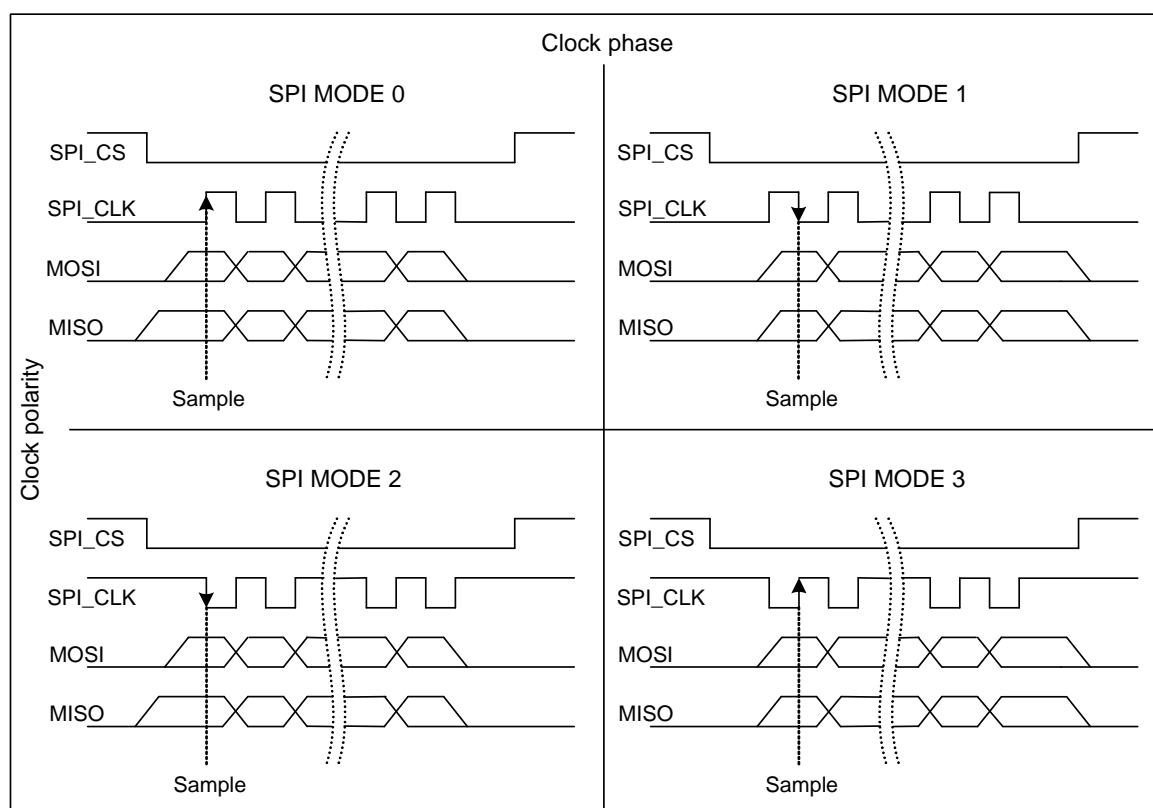 Clock phase
SPI MODE 0
SPI_CS
SPI_CLK
MOSI
MISO
Sample
SPI MODE 1
SPI_CS
SPI_CLK
MOSI
MISO
Sample
Clock polarity
SPI MODE 2
SPI_CS
SPI_CLK
MOSI
MISO
Sample
SPI MODE 3
SPI_CS
SPI_CLK
MOSI
MISO
Sample